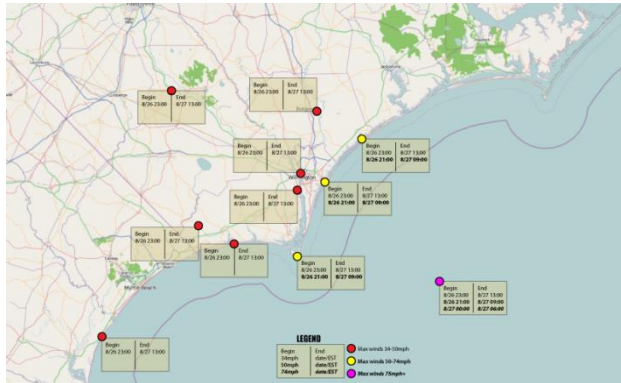 Begin End
8/26 23:00 8/27 13:00
Begin End
8/26 23:00 8/27 13:00
Begin End
8/26 23:00 8/27 13:00
Wilmington
Begin End
8/26 23:00 8/27 13:00
8/26 21:00 8/27 09:00
Begin End
8/26 23:00 8/27 13:00
8/26 21:00 8/27 09:00
Begin End
8/26 23:00 8/27 13:00
Begin End
8/26 23:00 8/27 13:00
Begin End
8/26 23:00 8/27 13:00
Begin End
8/26 23:00 8/27 13:00
8/26 21:00 8/27 09:00
Myrtle Beach
Begin End
8/26 23:00 8/27 13:00
8/26 21:00 8/27 09:00
8/27 00:00 8/27 06:00
Begin End
8/26 23:00 8/27 13:00
LEGEND
Begin End
34mph date/EST
50mph date/EST
74mph date/EST
Max winds 34-50mph
Max winds 50-74mph
Max winds 75mph+